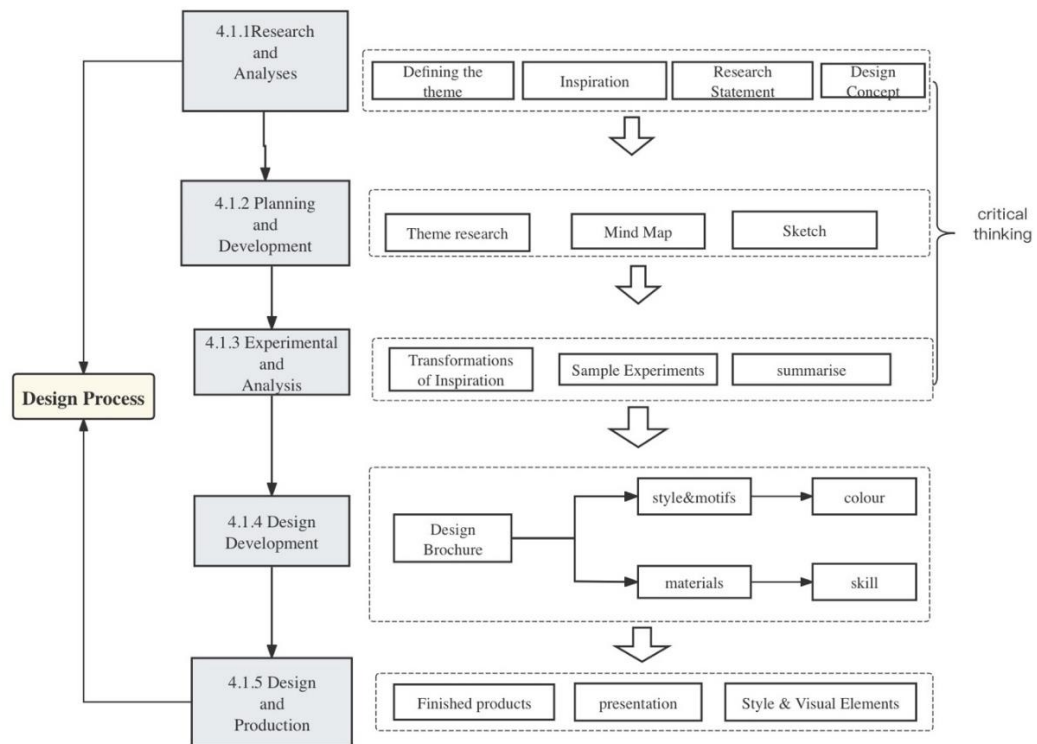 4.1.1Research
and
Analyses
Defining the
theme
Inspiration
Research
Statement
Design
Concept
4.1.2 Planning
and
Development
Theme research
Mind Map
Sketch
critical
thinking
4.1.3 Experimental
and
Analysis
Transformations
of Inspiration
Sample Experiments
summarise
Design Process
4.1.4 Design
Development
Design
Brochure
style&motifs
colour
materials
skill
4.1.5 Design
and
Production
Finished products
presentation
Style & Visual Elements